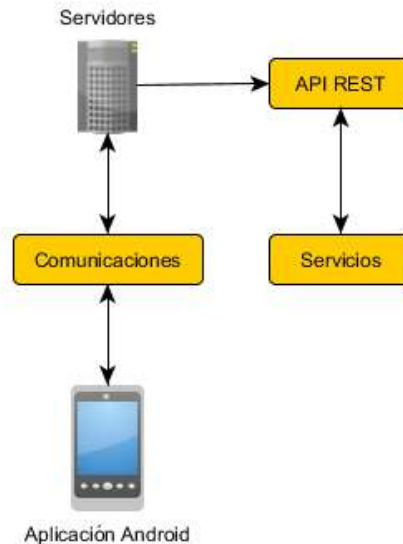 Servidores
API REST
Comunicaciones
Servicios
Aplicación Android